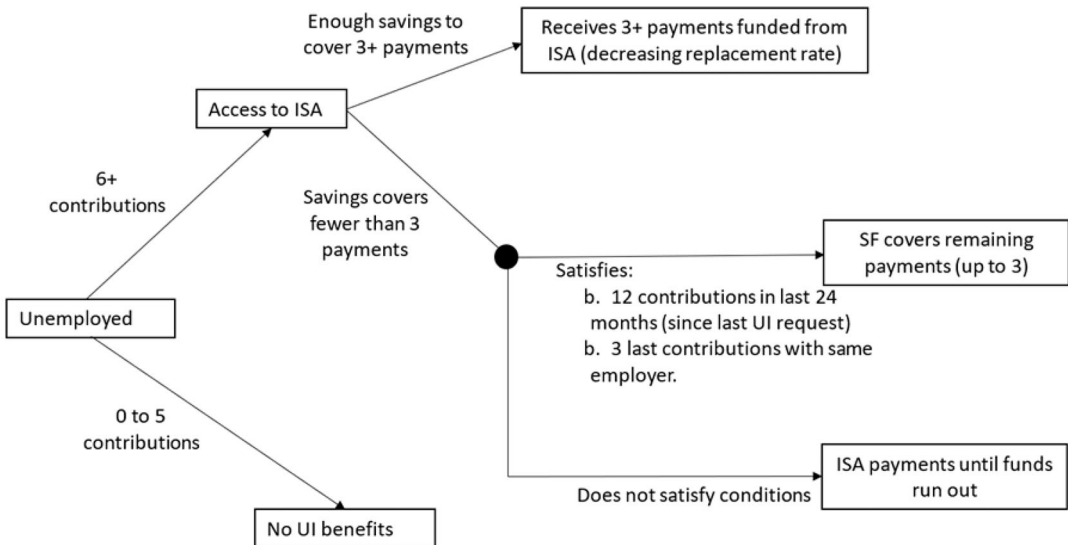 Enough savings to
cover 3+ payments
Receives 3+ payments funded from
ISA (decreasing replacement rate)
Access to ISA
6+
contributions
Savings covers
fewer than 3
payments
SF covers remaining
payments (up to 3)
Satisfies:
b. 12 contributions in last 24
months (since last UI request)
b. 3 last contributions with same
employer.
Unemployed
0 to 5
contributions
ISA payments until funds
run out
Does not satisfy conditions
No UI benefits